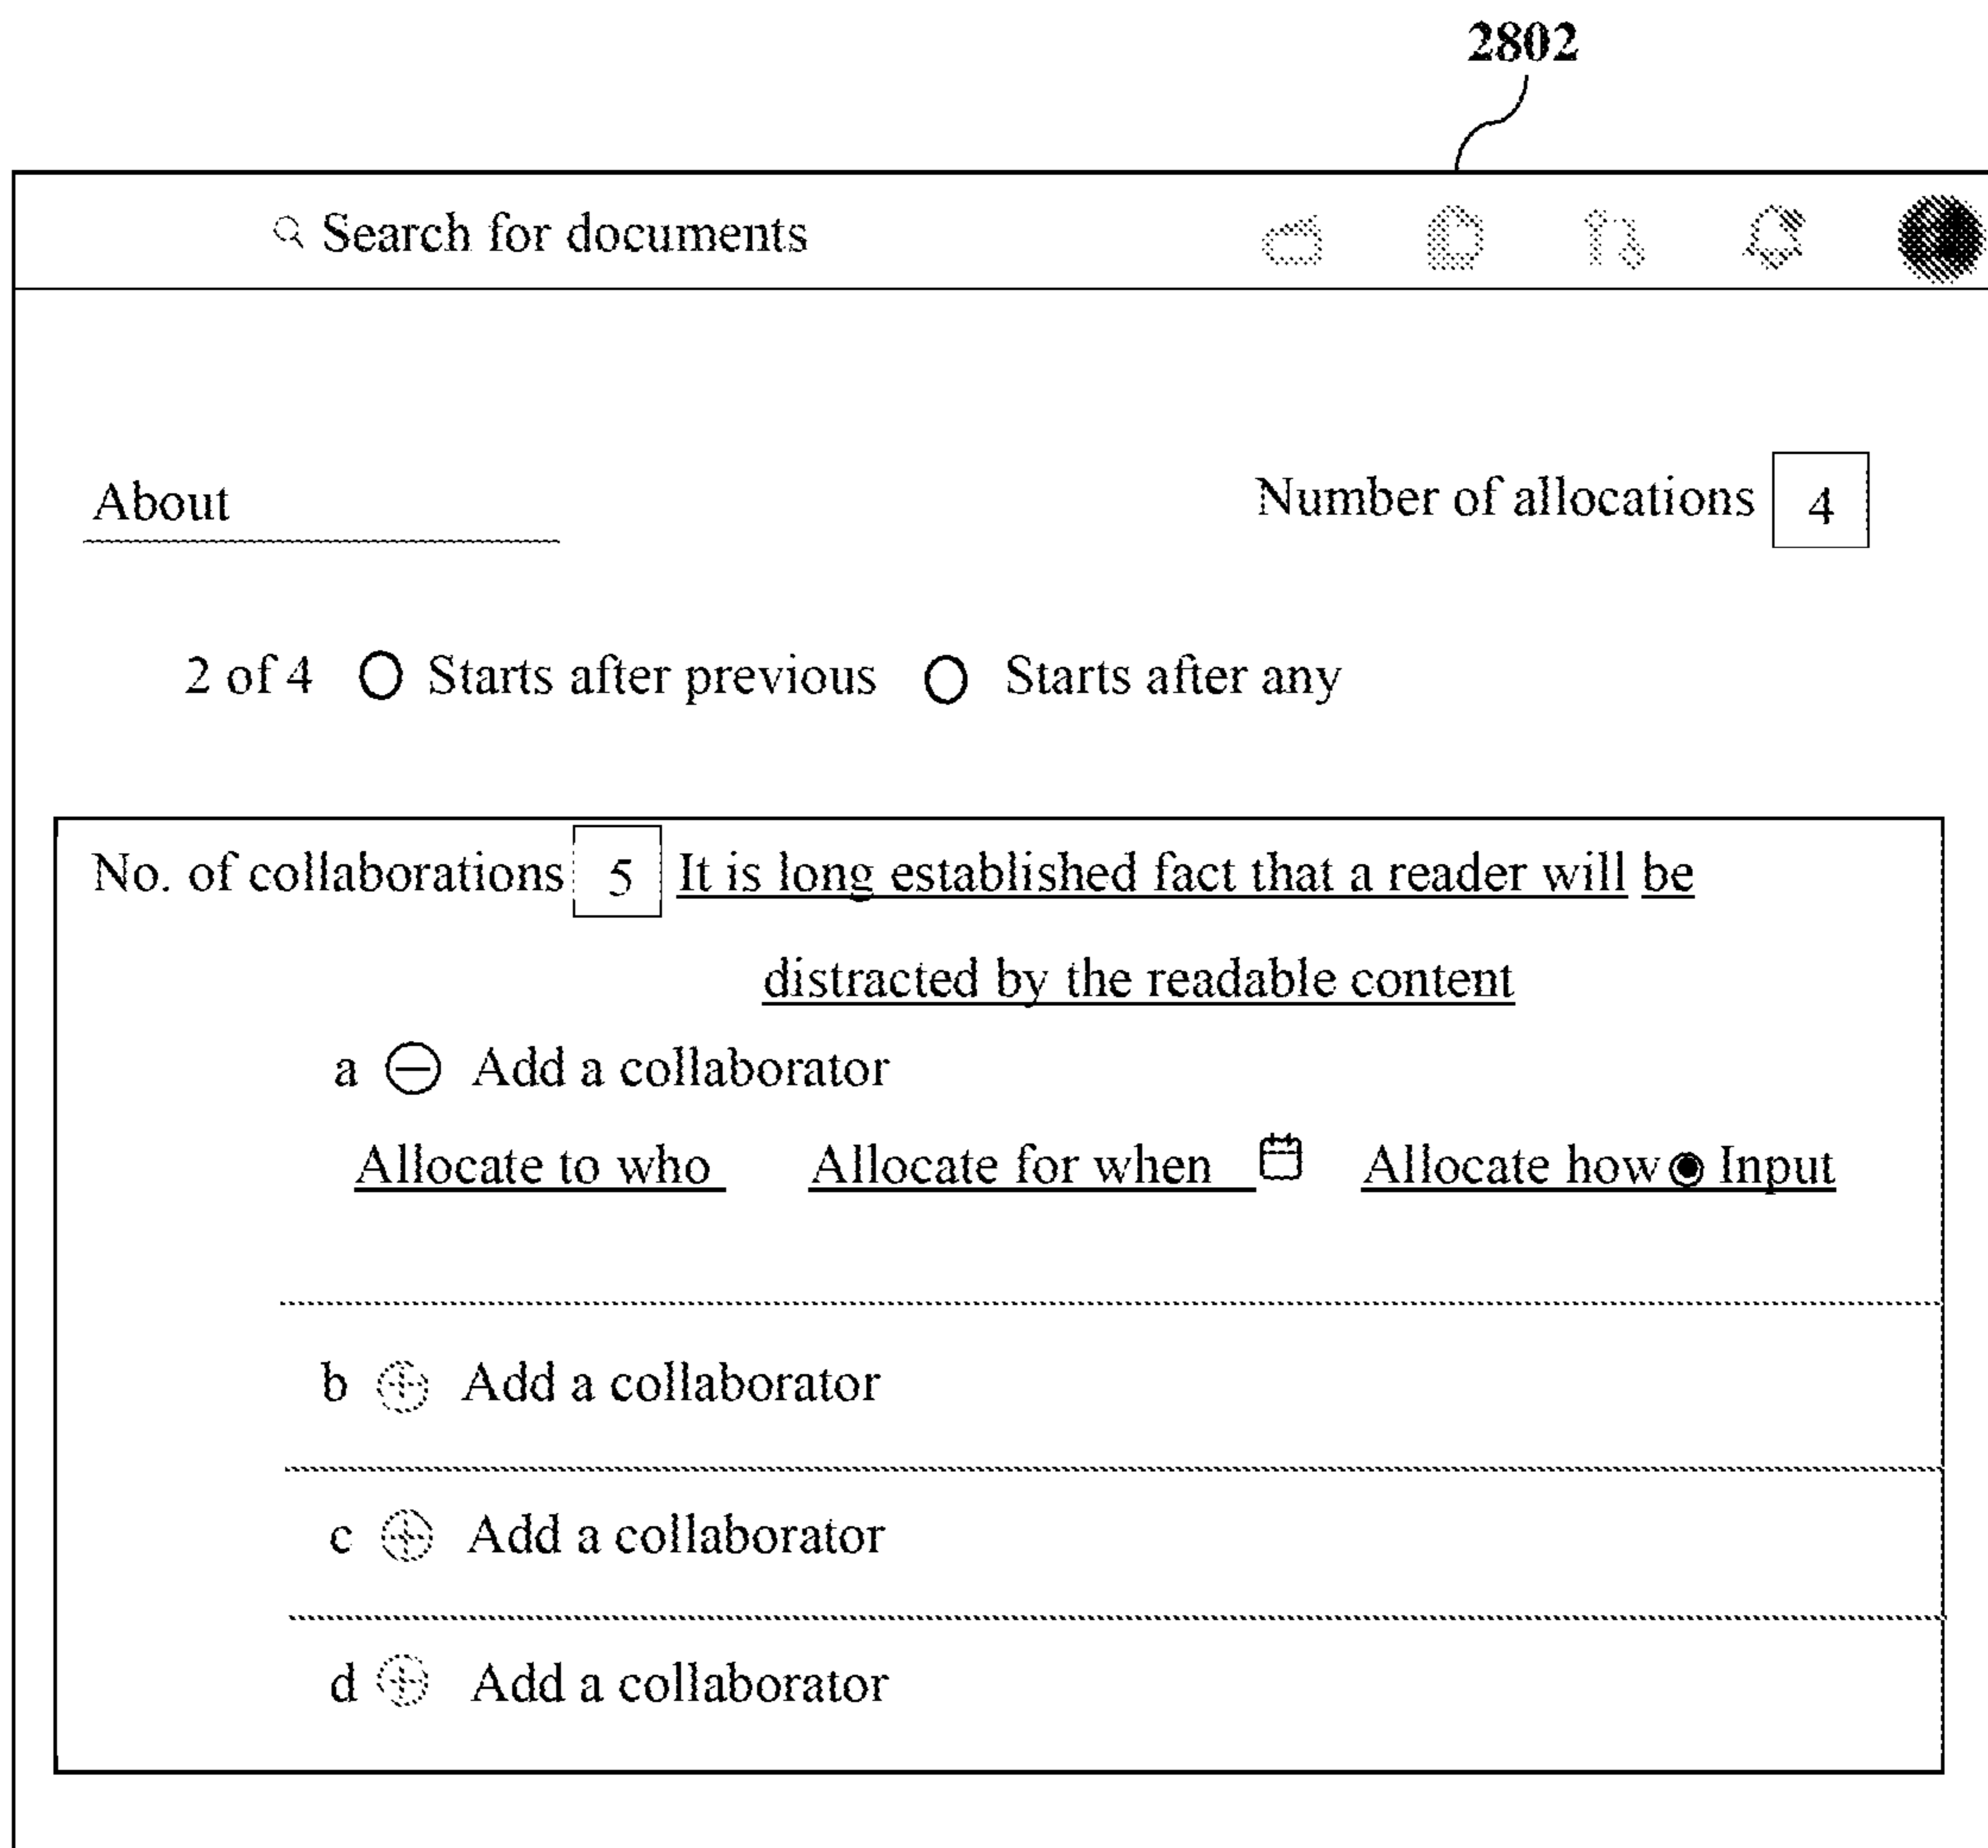 2802
Search for documents
About
Number of allocations 4
2 of 4 Starts after previous Starts after any
No. of collaborations 5 It is long established fact that a reader will be
distracted by the readable content
a Add a collaborator
Allocate to who Allocate for when Allocate how Input
b Add a collaborator
c Add a collaborator
d Add a collaborator